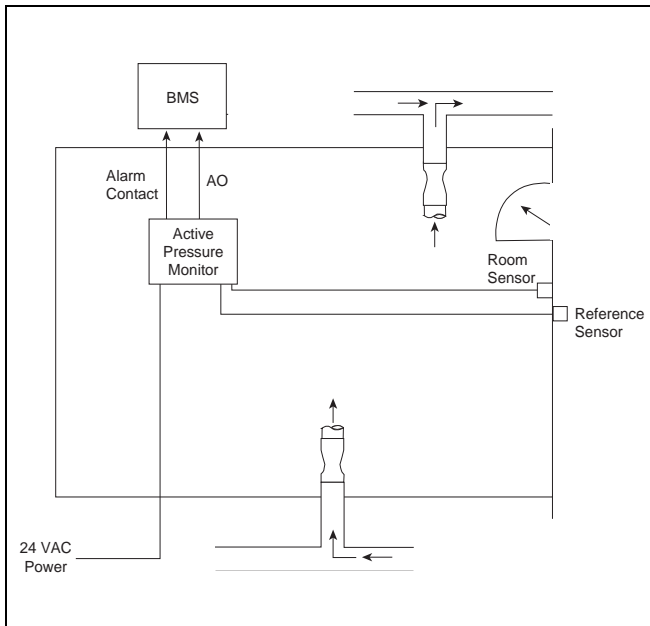 BMS
Alarm
Contact
AO
Active
Pressure
Monitor
Room
Sensor
Reference
Sensor
24 VAC
Power